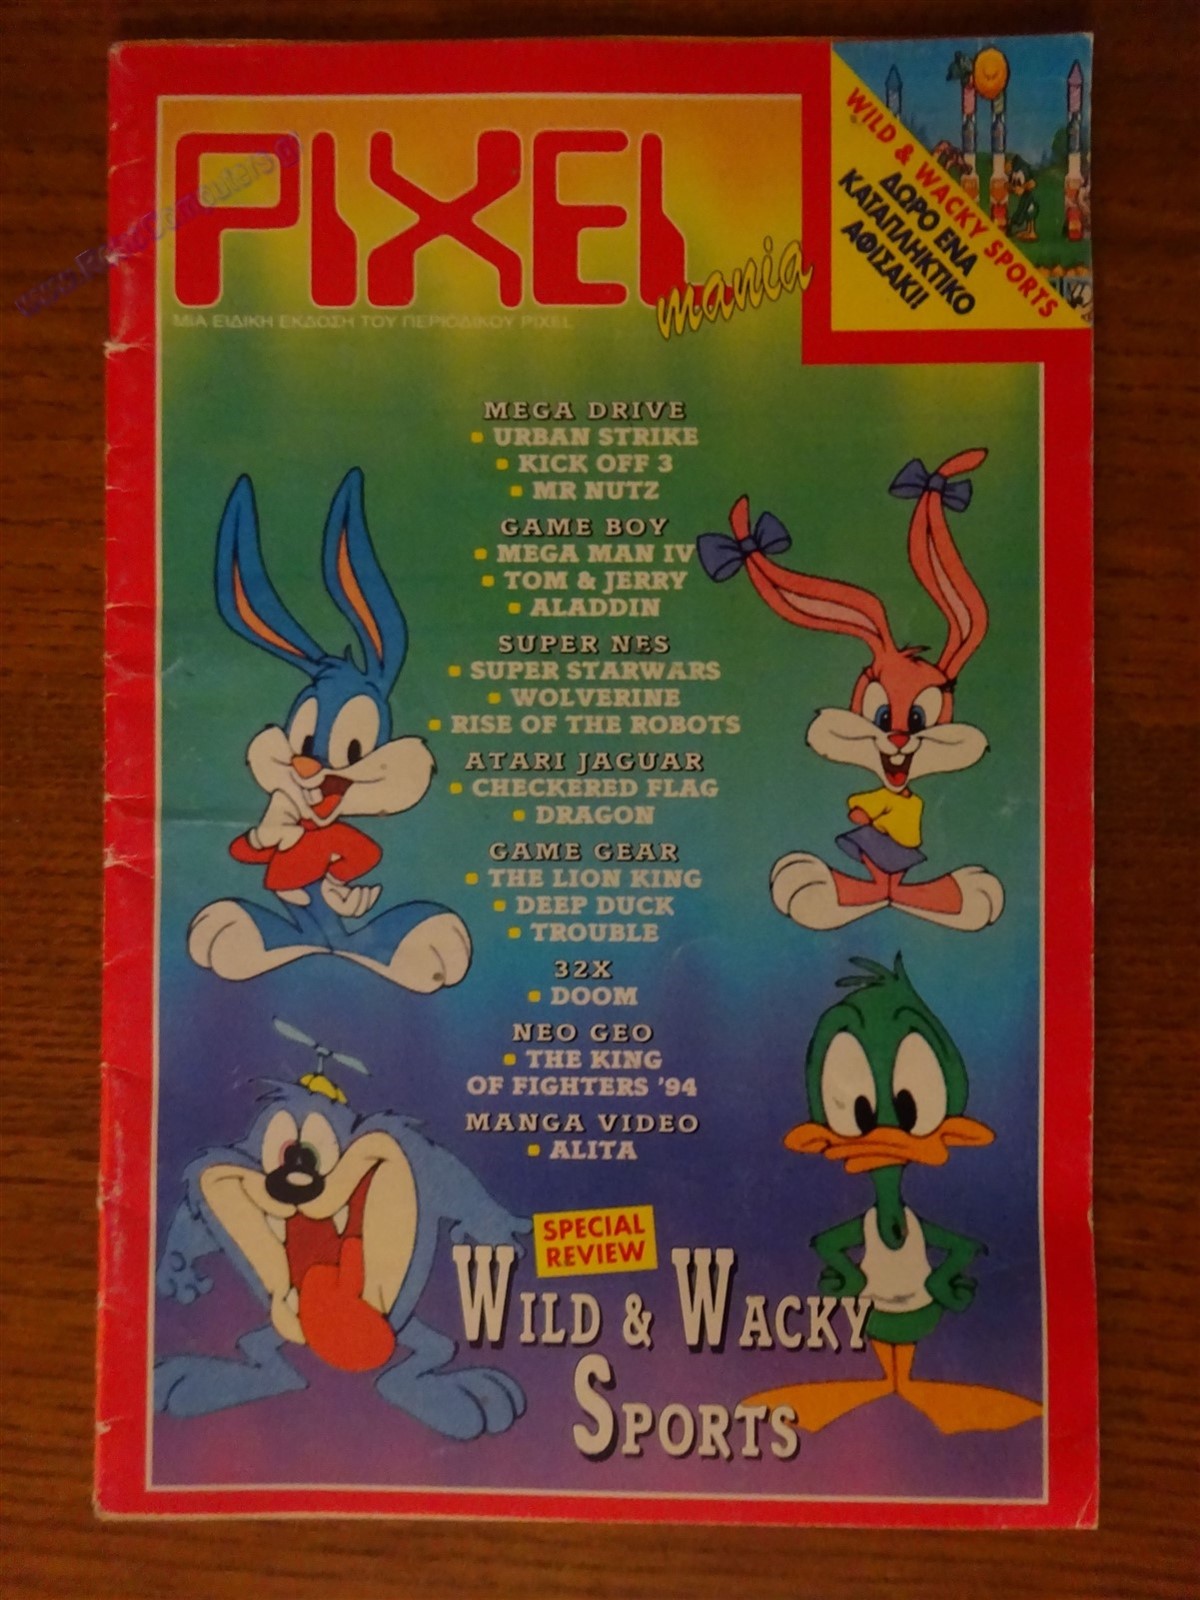 PIXEL
mania
ΜΙΑ ΕΙΔΙΚΗ ΕΚΔΟΣΗ ΤΟΥ ΠΕΡΙΟΔΙΚΟΥ PIXEL
WILD & WACKY SPORTS
ΔΩΡΟ ΕΝΑ
ΚΑΤΑΠΛΗΚΤΙΚΟ
ΑΦΙΣΑΚΙ!
MEGA DRIVE
URBAN STRIKE
KICK OFF 3
MR NUTZ
GAME BOY
MEGA MAN IV
TOM & JERRY
ALADDIN
SUPER NES
SUPER STARWARS
WOLVERINE
RISE OF THE ROBOTS
ATARI JAGUAR
CHECKERED FLAG
DRAGON
GAME GEAR
THE LION KING
DEEP DUCK
TROUBLE
32X
DOOM
NEO GEO
THE KING
OF FIGHTERS '94
MANGA VIDEO
ALITA
SPECIAL
REVIEW
WILD & WACKY
SPORTS